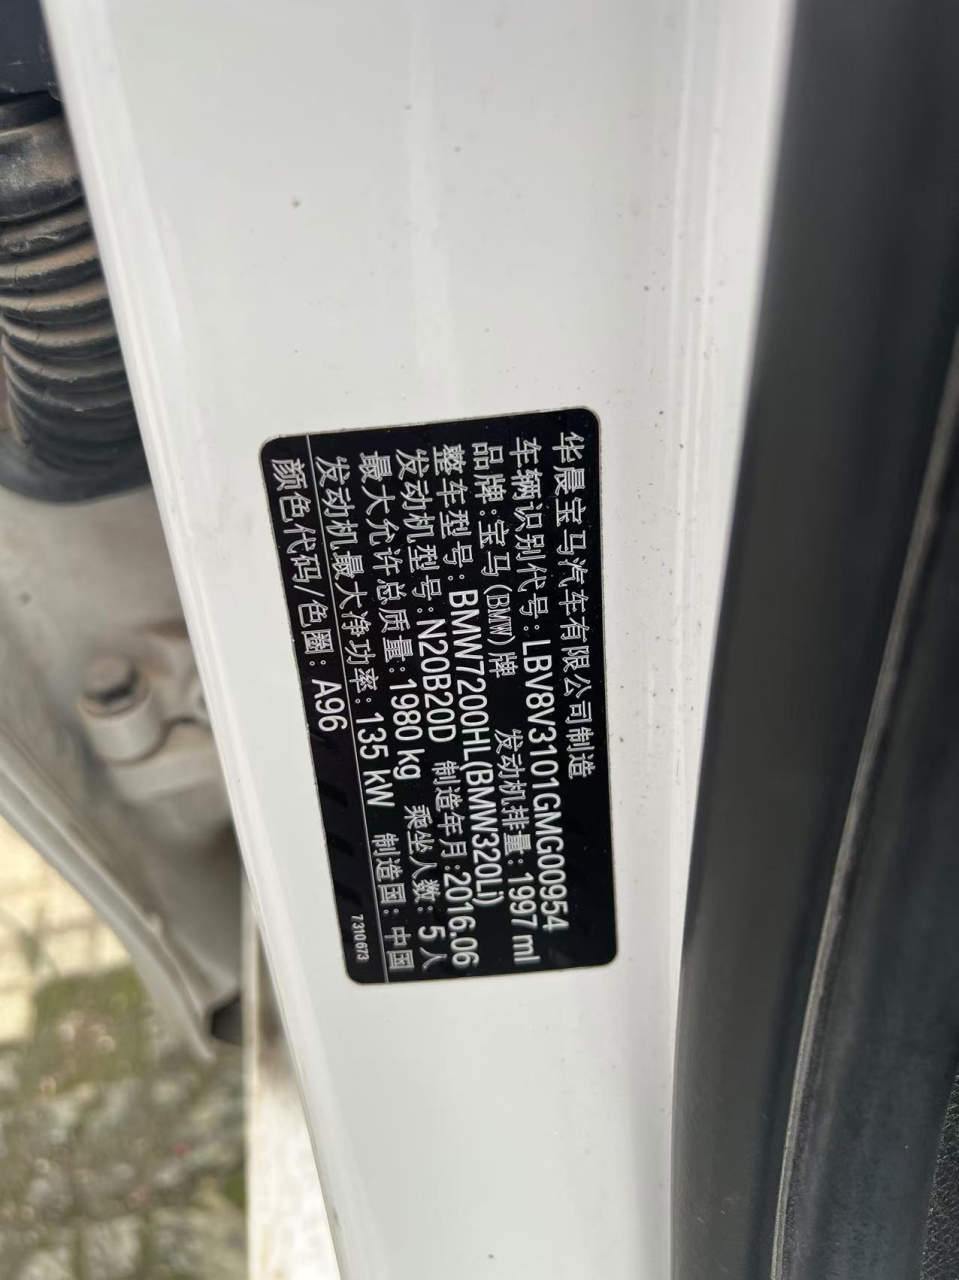 华晨宝马汽车有限公司制造
车辆识别代号：LBV8V3101GMG00954
品牌：宝马(BMW)牌 发动机排量：1997 ml
整车型号：BMW7200HL(BMW320Li)
发动机型号：N20B20D 制造年月：2016.06
最大允许总质量：1980 kg 乘坐人数：5人
发动机最大净功率：135 kW 制造国：中国
颜色代码/色圈：A96
7 310 673